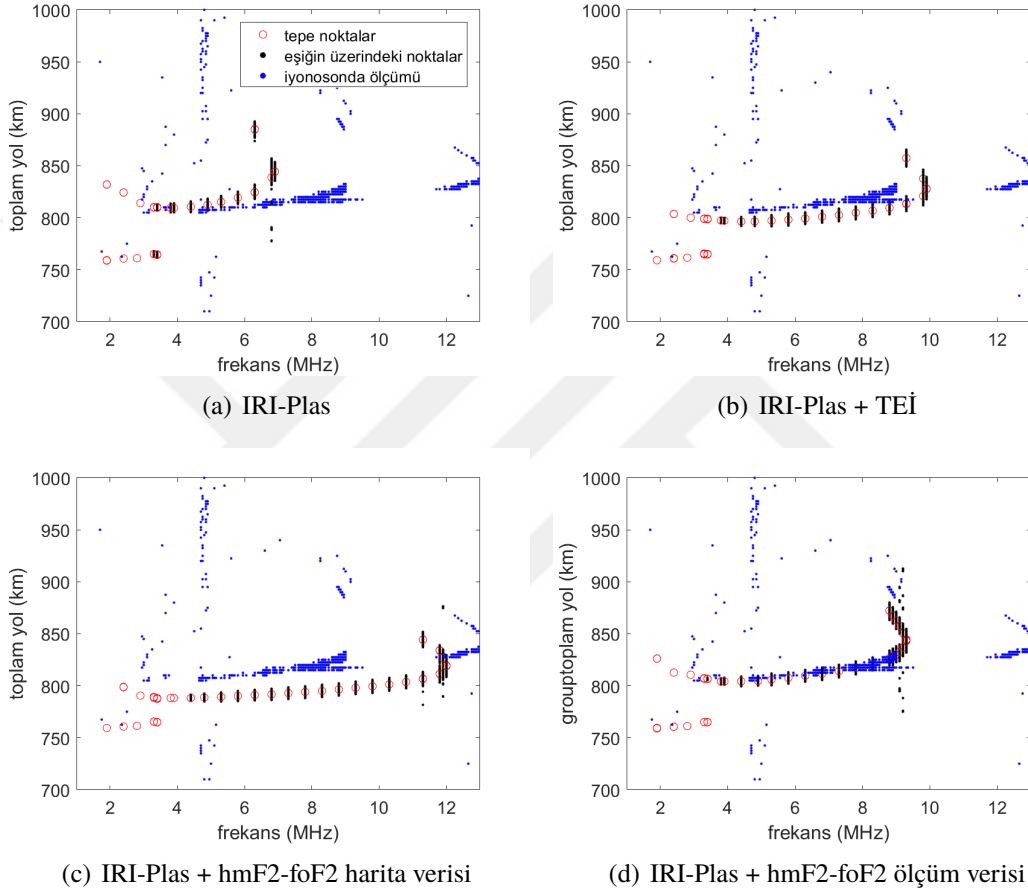 1000
950
900
850
800
750
700
toplam yol (km)
2 4 6 8 10 12
frekans (MHz)
tepe noktalar
eşiğin üzerindeki noktalar
iyonosonda ölçümü
(a) IRI-Plas
1000
950
900
850
800
750
700
toplam yol (km)
2 4 6 8 10 12
frekans (MHz)
(b) IRI-Plas + TEİ
1000
950
900
850
800
750
700
toplam yol (km)
2 4 6 8 10 12
frekans (MHz)
(c) IRI-Plas + hmF2-foF2 harita verisi
1000
950
900
850
800
750
700
grouptoplam yol (km)
2 4 6 8 10 12
frekans (MHz)
(d) IRI-Plas + hmF2-foF2 ölçüm verisi